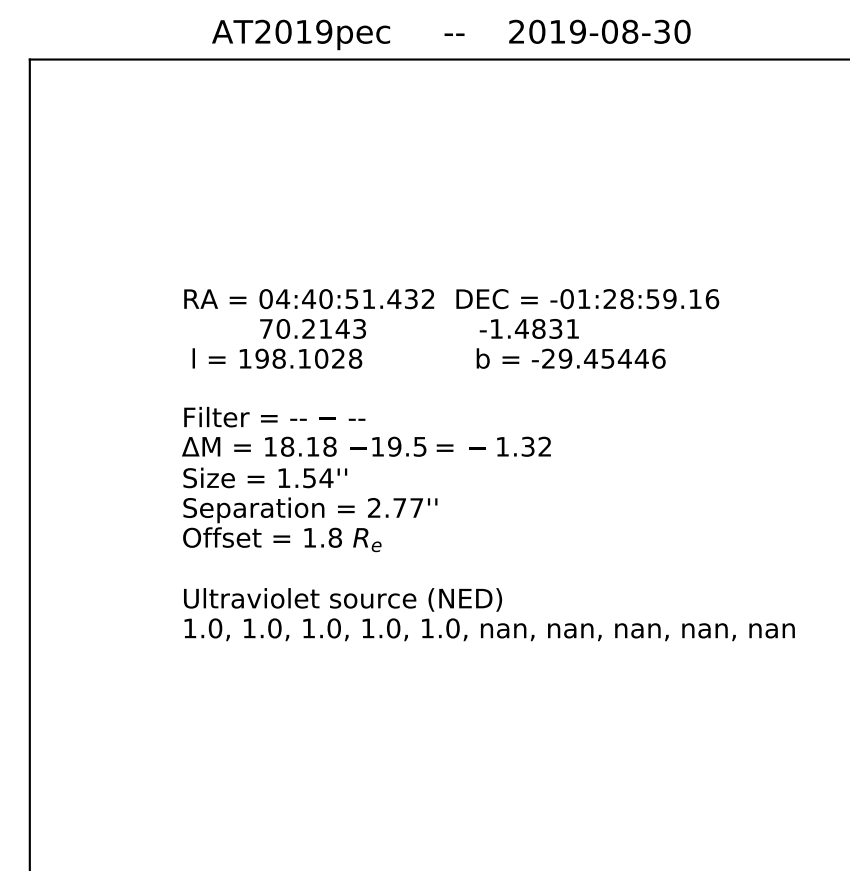 AT2019pec -- 2019-08-30
RA = 04:40:51.432 DEC = -01:28:59.16
70.2143 -1.4831
l = 198.1028 b = -29.45446
Filter = -- − --
ΔM = 18.18 −19.5 = − 1.32
Size = 1.54''
Separation = 2.77''
Offset = 1.8 Rₑ
Ultraviolet source (NED)
1.0, 1.0, 1.0, 1.0, 1.0, nan, nan, nan, nan, nan